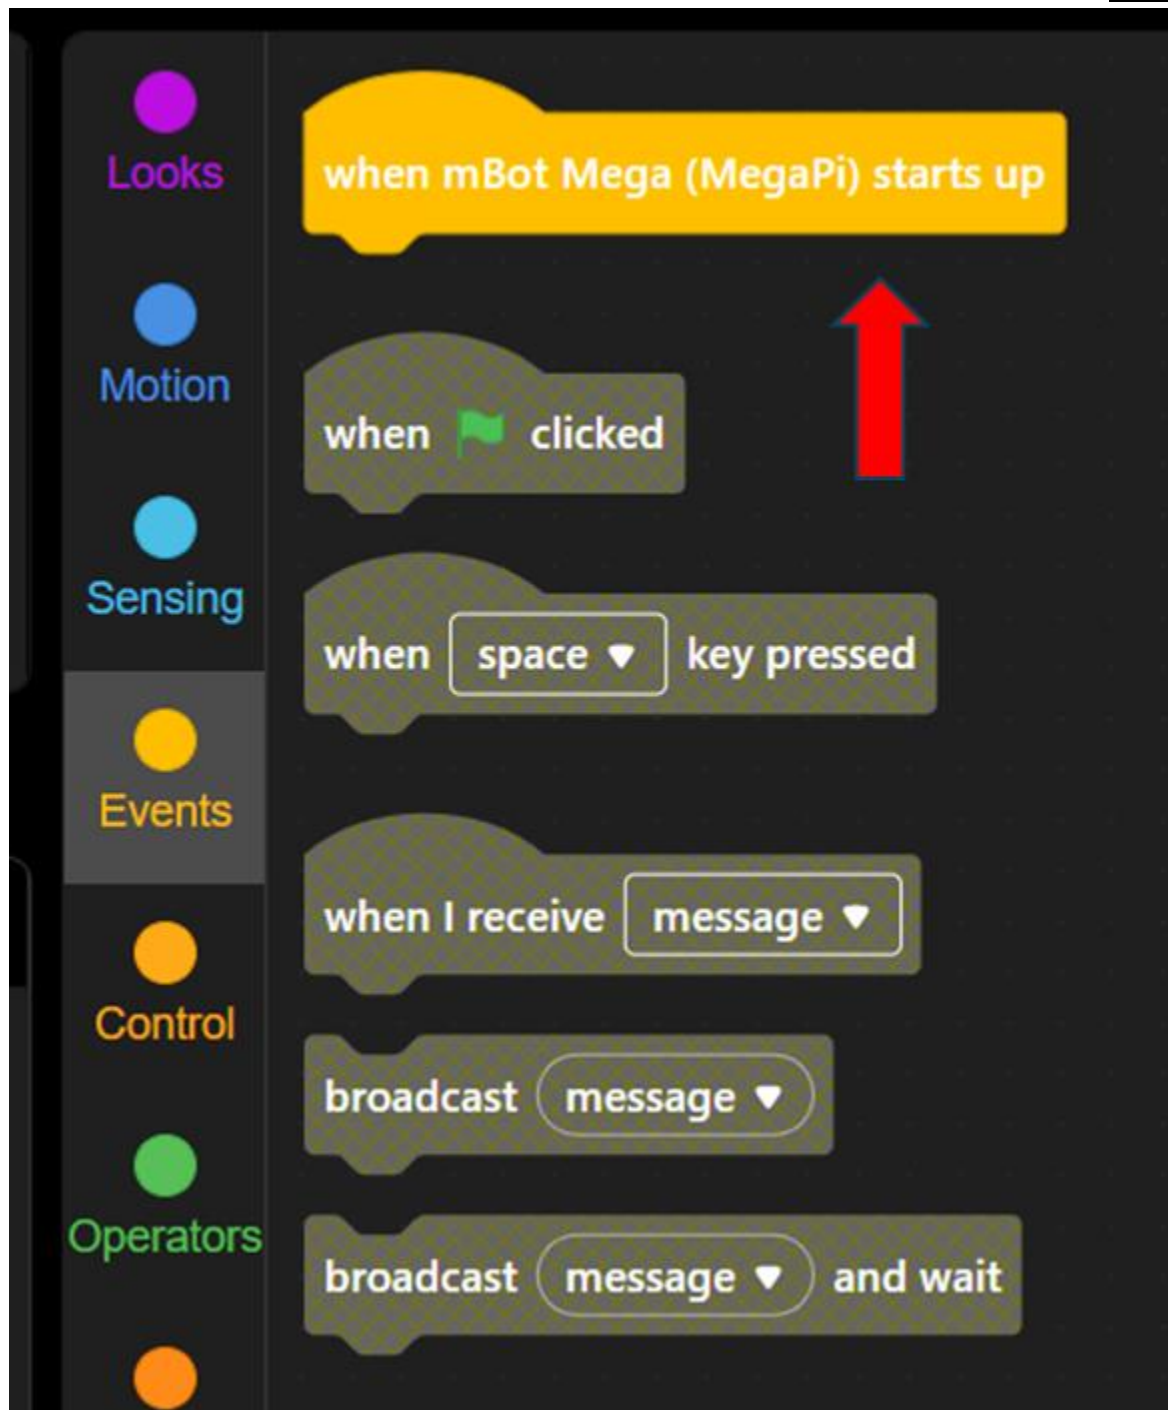 Looks
Motion
Sensing
Events
Control
Operators
when mBot Mega (MegaPi) starts up
when clicked
when space key pressed
when I receive message
broadcast message
broadcast message and wait